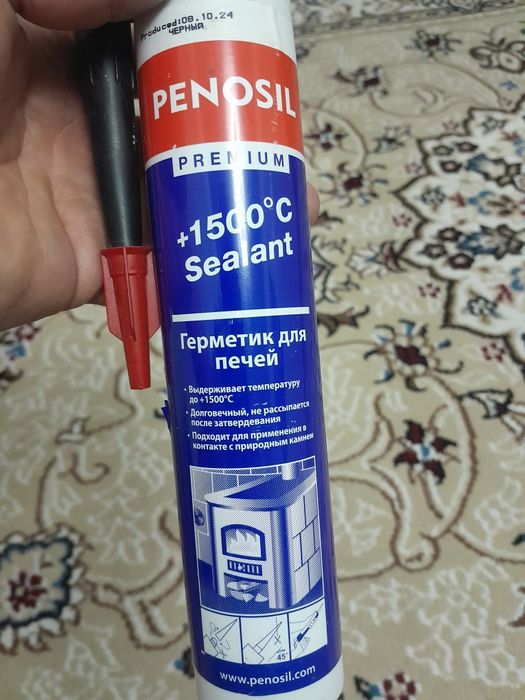 Produced:08.10.24
ЧЕРНЫЙ
PENOSIL
PREMIUM
+1500°C
Sealant
Герметик для
печей
• Выдерживает температуру
до +1500°C
• Долговечный, не рассыпается
после затвердевания
• Подходит для применения в
контакте с природным камнем
45°
www.penosil.com